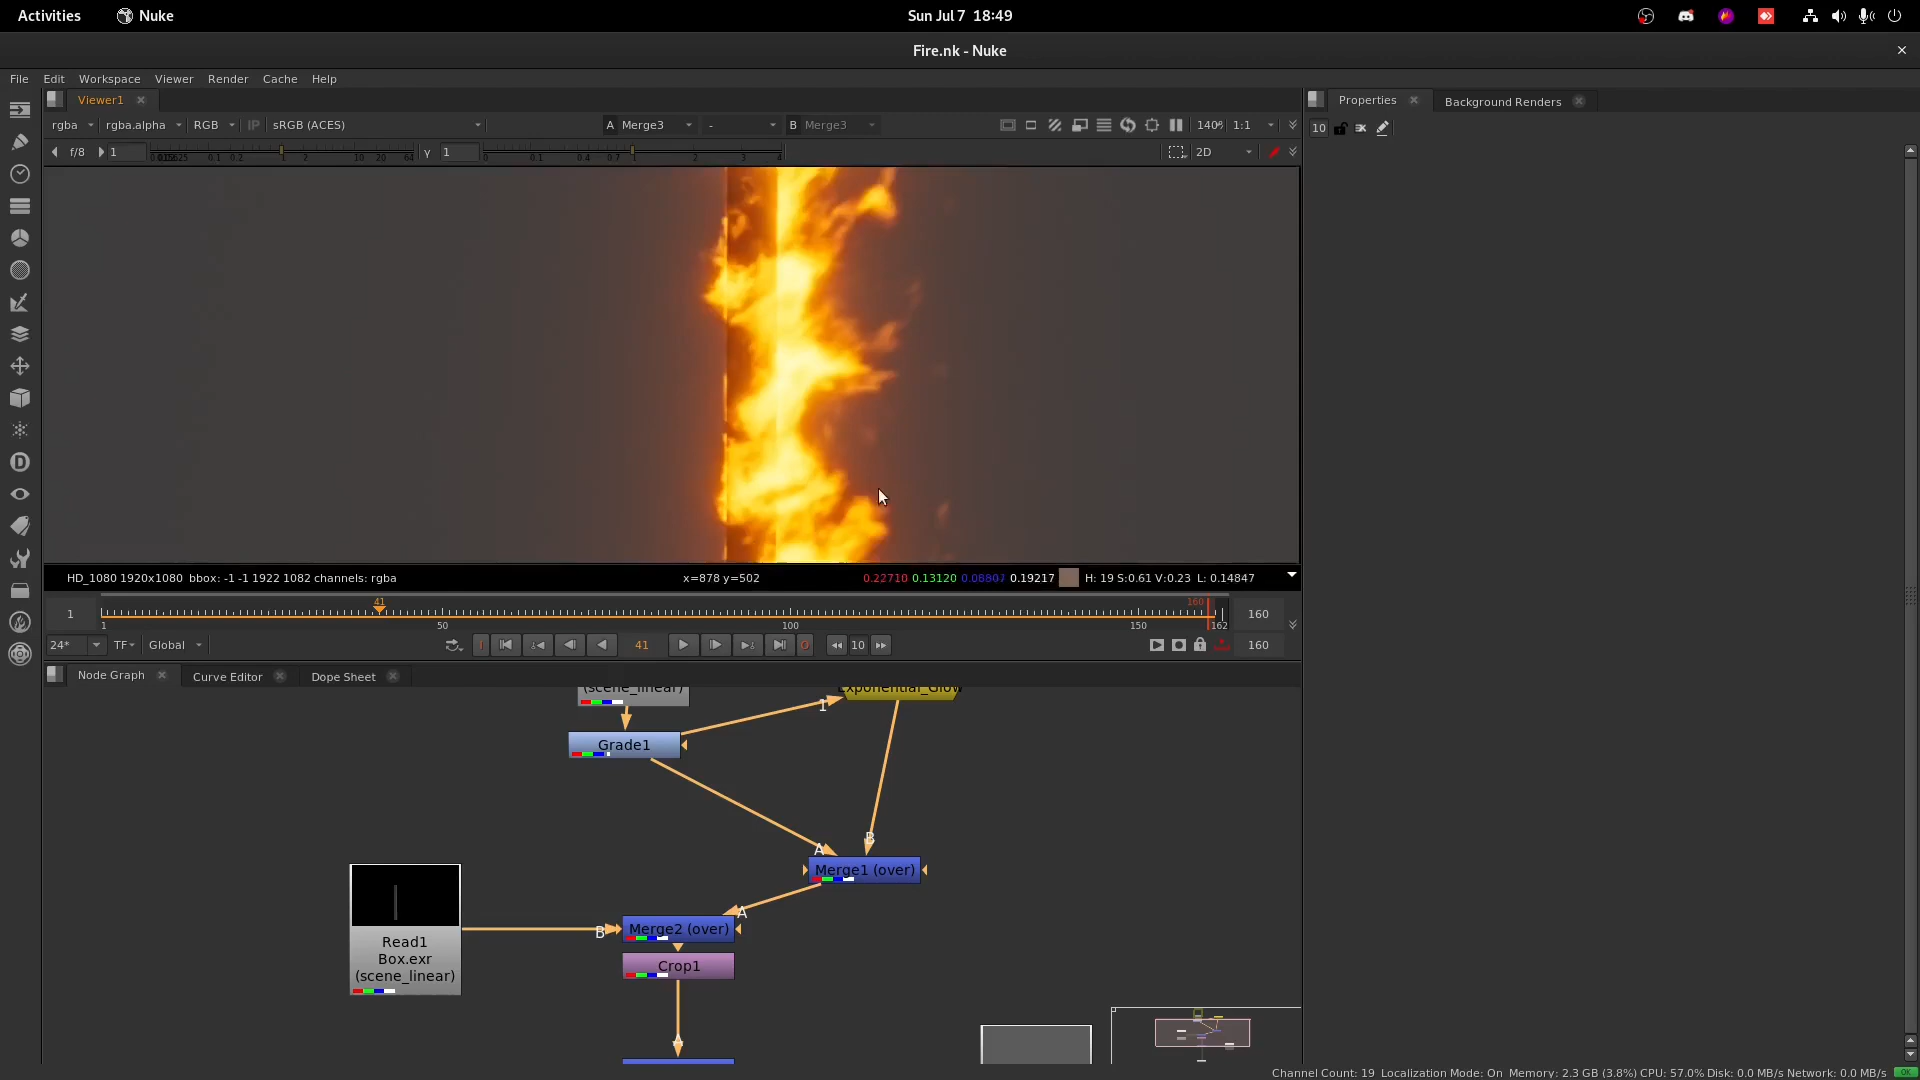 Activities Nuke Sun Jul 7 18:49
Fire.nk - Nuke
File Edit Workspace Viewer Render Cache Help
Viewer1
Properties Background Renders
rgba rgba.alpha RGB IP sRGB (ACES) A Merge3 - B Merge3 1:1
10
f/8 1 γ 1 2D
HD_1080 1920x1080 bbox: -1 -1 1922 1082 channels: rgba x=878 y=502 0.22710 0.13120 0.19217 H: 19 S:0.61 V:0.23 L: 0.14847
1 41 160 160
1 50 100 150 162
24* TF Global I 41 O 10 160
Node Graph Curve Editor Dope Sheet
(scene_linear) Exponential_Glow
1
Grade1
A B
Merge1 (over)
A
B Merge2 (over)
Read1
Box.exr
(scene_linear)
Crop1
A
Channel Count: 19 Localization Mode: On Memory: 2.3 GB (3.8%) CPU: 57.0% Disk: 0.0 MB/s Network: 0.0 MB/s